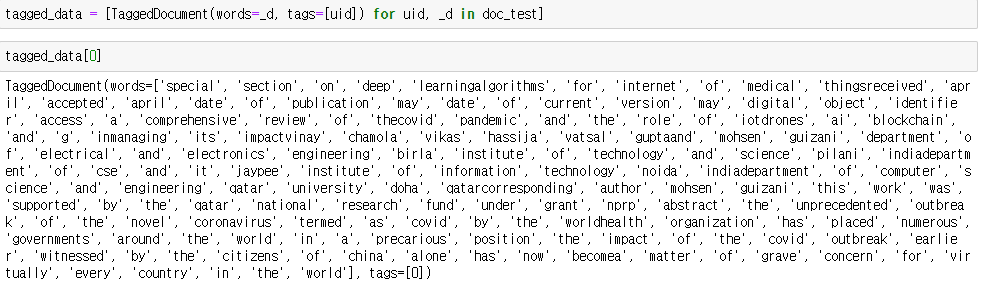 tagged_data = [TaggedDocument(words=_d, tags=[uid]) for uid, _d in doc_test]
tagged_data[0]
TaggedDocument(words=['special', 'section', 'on', 'deep', 'learningalgorithms', 'for', 'internet', 'of', 'medical', 'thingsreceived', 'apr
il', 'accepted', 'april', 'date', 'of', 'publication', 'may', 'date', 'of', 'current', 'version', 'may', 'digital', 'object', 'identifie
r', 'access', 'a', 'comprehensive', 'review', 'of', 'thecovid', 'pandemic', 'and', 'the', 'role', 'of', 'iotdrones', 'ai', 'blockchain',
'and', 'g', 'inmanaging', 'its', 'impactvinay', 'chamola', 'vikas', 'hassija', 'vatsal', 'guptaand', 'mohsen', 'guizani', 'department', 'o
f', 'electrical', 'and', 'electronics', 'engineering', 'birla', 'institute', 'of', 'technology', 'and', 'science', 'pilani', 'indiadepartm
ent', 'of', 'cse', 'and', 'it', 'jaypee', 'institute', 'of', 'information', 'technology', 'noida', 'indiadepartment', 'of', 'computer', 's
cience', 'and', 'engineering', 'qatar', 'university', 'doha', 'qatarcorresponding', 'author', 'mohsen', 'guizani', 'this', 'work', 'was',
'supported', 'by', 'the', 'qatar', 'national', 'research', 'fund', 'under', 'grant', 'nprp', 'abstract', 'the', 'unprecedented', 'outbrea
k', 'of', 'the', 'novel', 'coronavirus', 'termed', 'as', 'covid', 'by', 'the', 'worldhealth', 'organization', 'has', 'placed', 'numerous',
'governments', 'around', 'the', 'world', 'in', 'a', 'precarious', 'position', 'the', 'impact', 'of', 'the', 'covid', 'outbreak', 'earlie
r', 'witnessed', 'by', 'the', 'citizens', 'of', 'china', 'alone', 'has', 'now', 'becomea', 'matter', 'of', 'grave', 'concern', 'for', 'vir
tually', 'every', 'country', 'in', 'the', 'world'], tags=[0])